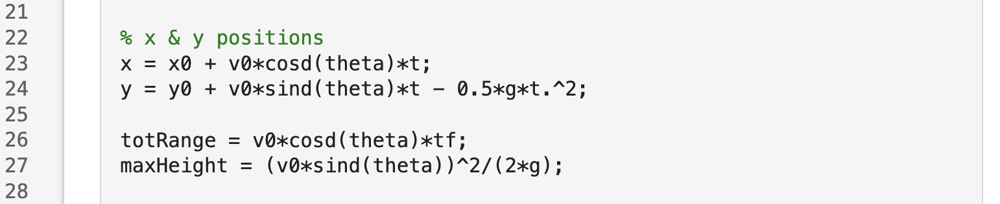 21
22 % x & y positions
23 x = x0 + v0*cosd(theta)*t;
24 y = y0 + v0*sind(theta)*t - 0.5*g*t.^2;
25
26 totRange = v0*cosd(theta)*tf;
27 maxHeight = (v0*sind(theta))^2/(2*g);
28